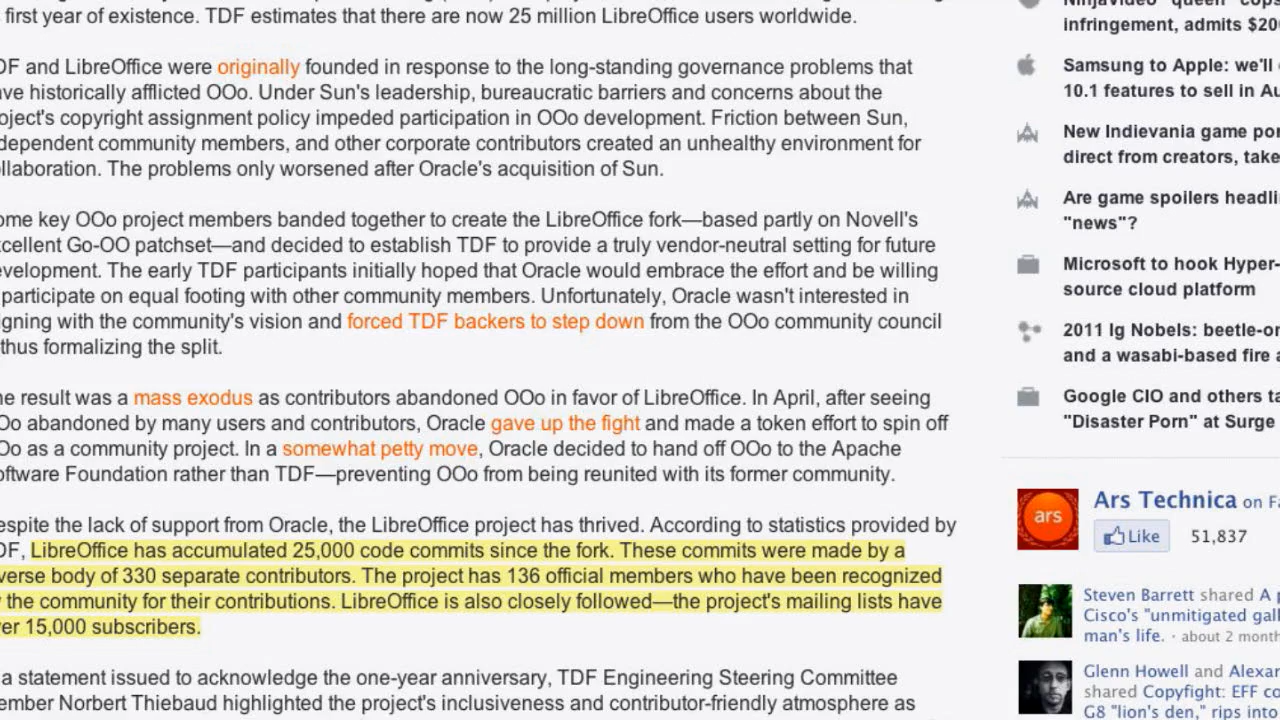 first year of existence. TDF estimates that there are now 25 million LibreOffice users worldwide.
DF and LibreOffice were originally founded in response to the long-standing governance problems that
ve historically afflicted OOo. Under Sun's leadership, bureaucratic barriers and concerns about the
oject's copyright assignment policy impeded participation in OOo development. Friction between Sun,
dependent community members, and other corporate contributors created an unhealthy environment for
llaboration. The problems only worsened after Oracle's acquisition of Sun.
ome key OOo project members banded together to create the LibreOffice fork—based partly on Novell's
cellent Go-OO patchset—and decided to establish TDF to provide a truly vendor-neutral setting for future
velopment. The early TDF participants initially hoped that Oracle would embrace the effort and be willing
participate on equal footing with other community members. Unfortunately, Oracle wasn't interested in
igning with the community's vision and forced TDF backers to step down from the OOo community council
thus formalizing the split.
he result was a mass exodus as contributors abandoned OOo in favor of LibreOffice. In April, after seeing
Oo abandoned by many users and contributors, Oracle gave up the fight and made a token effort to spin off
Oo as a community project. In a somewhat petty move, Oracle decided to hand off OOo to the Apache
oftware Foundation rather than TDF—preventing OOo from being reunited with its former community.
espite the lack of support from Oracle, the LibreOffice project has thrived. According to statistics provided by
DF, LibreOffice has accumulated 25,000 code commits since the fork. These commits were made by a
verse body of 330 separate contributors. The project has 136 official members who have been recognized
the community for their contributions. LibreOffice is also closely followed—the project's mailing lists have
er 15,000 subscribers.
a statement issued to acknowledge the one-year anniversary, TDF Engineering Steering Committee
ember Norbert Thiebaud highlighted the project's inclusiveness and contributor-friendly atmosphere as
NinjaVideo "queen" cops
infringement, admits $20
Samsung to Apple: we'll
10.1 features to sell in Au
New Indievania game por
direct from creators, take
Are game spoilers headli
"news"?
Microsoft to hook Hyper-
source cloud platform
2011 Ig Nobels: beetle-on
and a wasabi-based fire a
Google CIO and others ta
"Disaster Porn" at Surge
ars
Ars Technica on Fa
Like 51,837
Steven Barrett shared A p
Cisco's "unmitigated gall
man's life. · about 2 month
Glenn Howell and Alexan
shared Copyfight: EFF co
G8 "lion's den," rips into